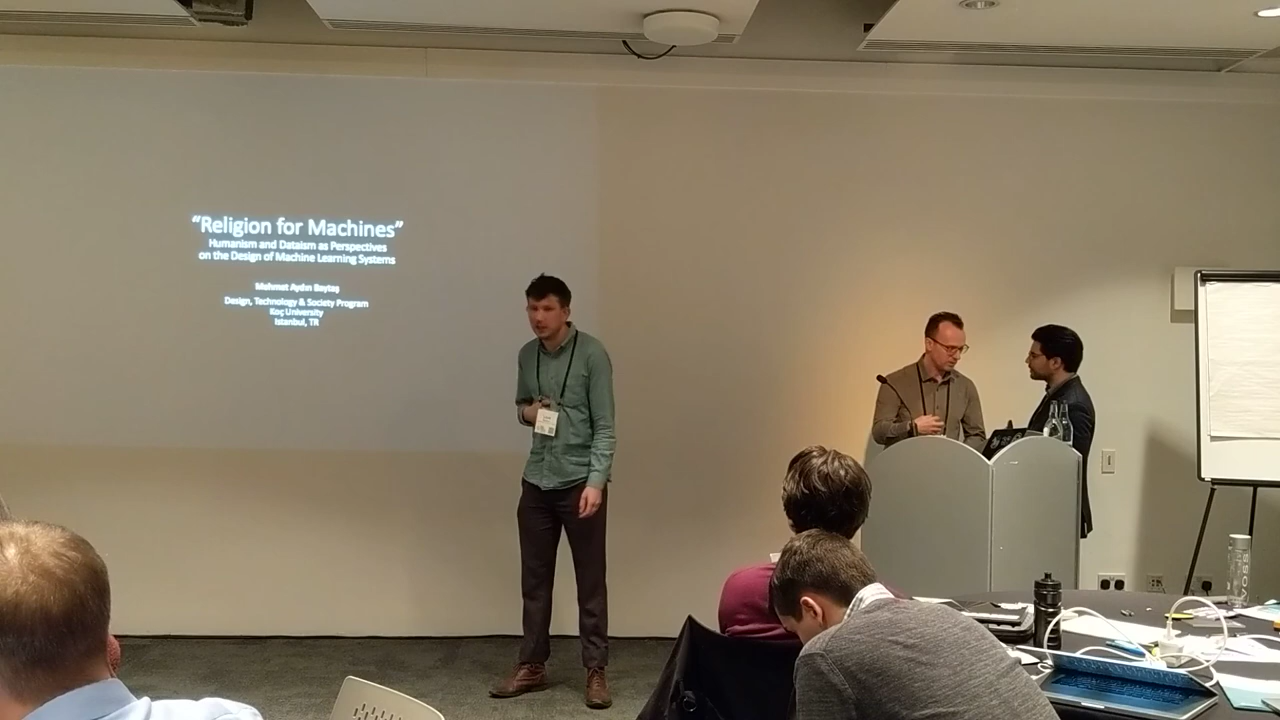 “Religion for Machines”
Humanism and Dataism as Perspectives
on the Design of Machine Learning Systems
Mehmet Aydın Baytaş
Design, Technology & Society Program
Koç University
Istanbul, TR